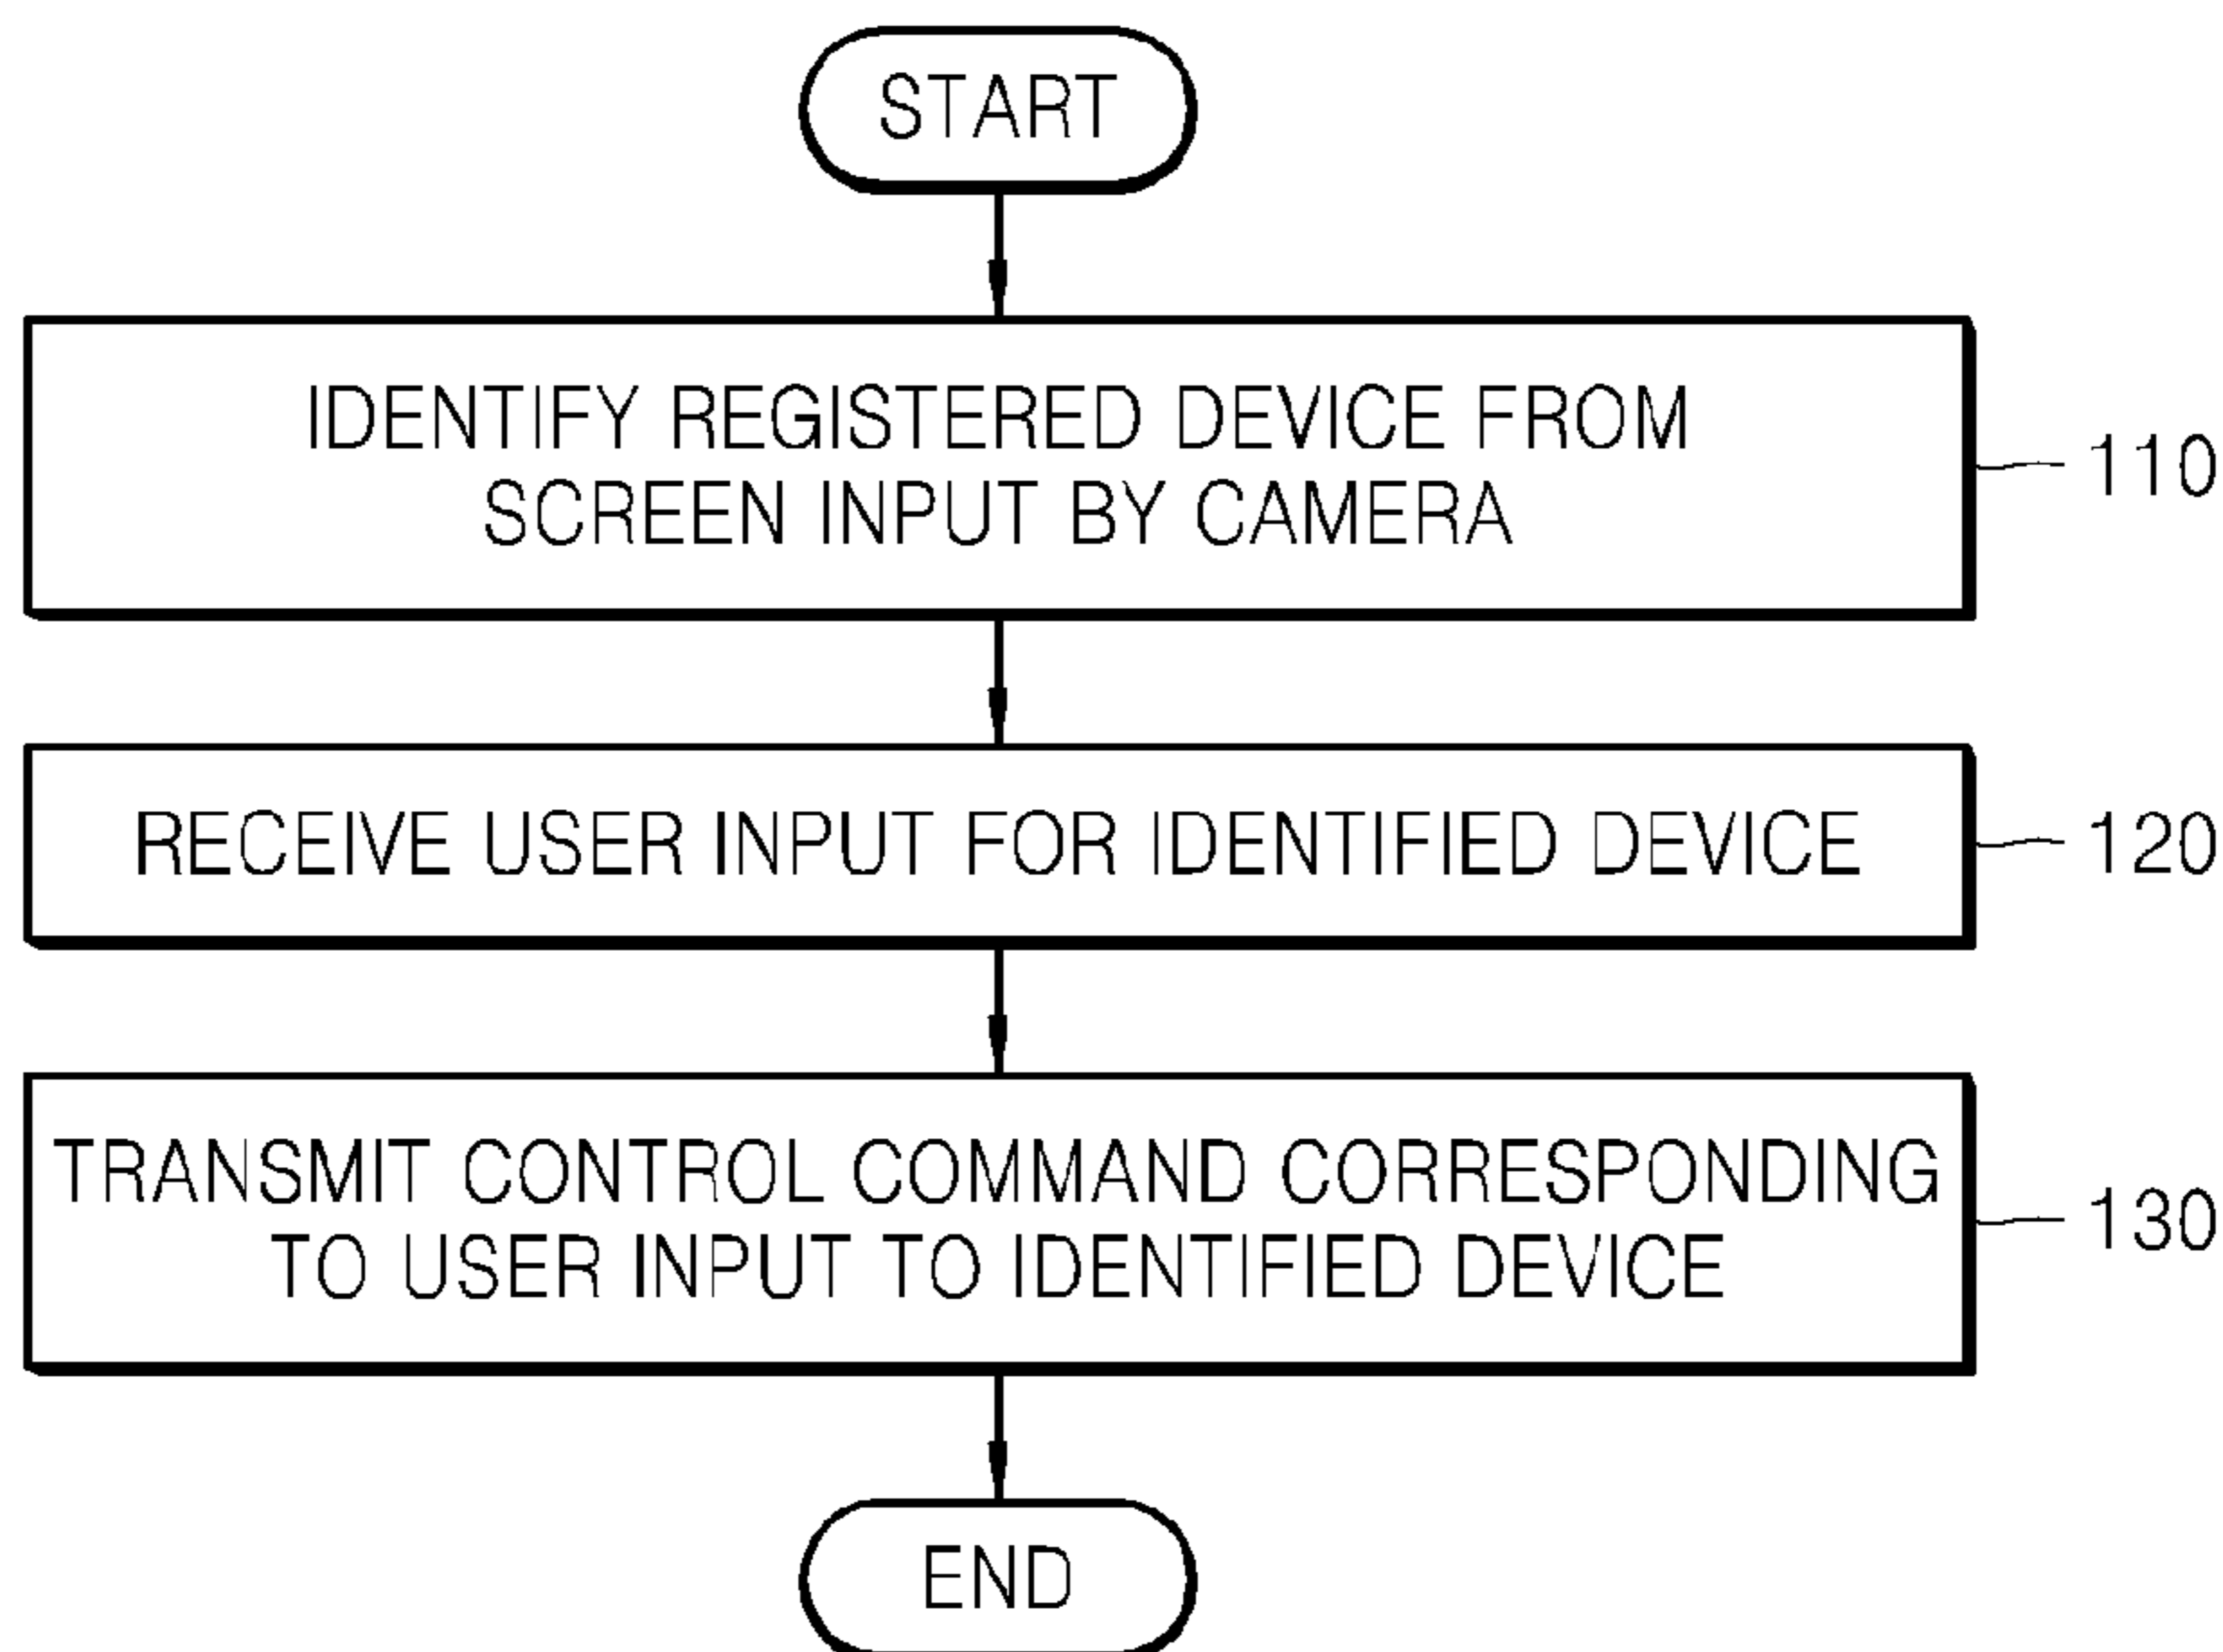 START
IDENTIFY REGISTERED DEVICE FROM
SCREEN INPUT BY CAMERA
110
RECEIVE USER INPUT FOR IDENTIFIED DEVICE
120
TRANSMIT CONTROL COMMAND CORRESPONDING
TO USER INPUT TO IDENTIFIED DEVICE
130
END